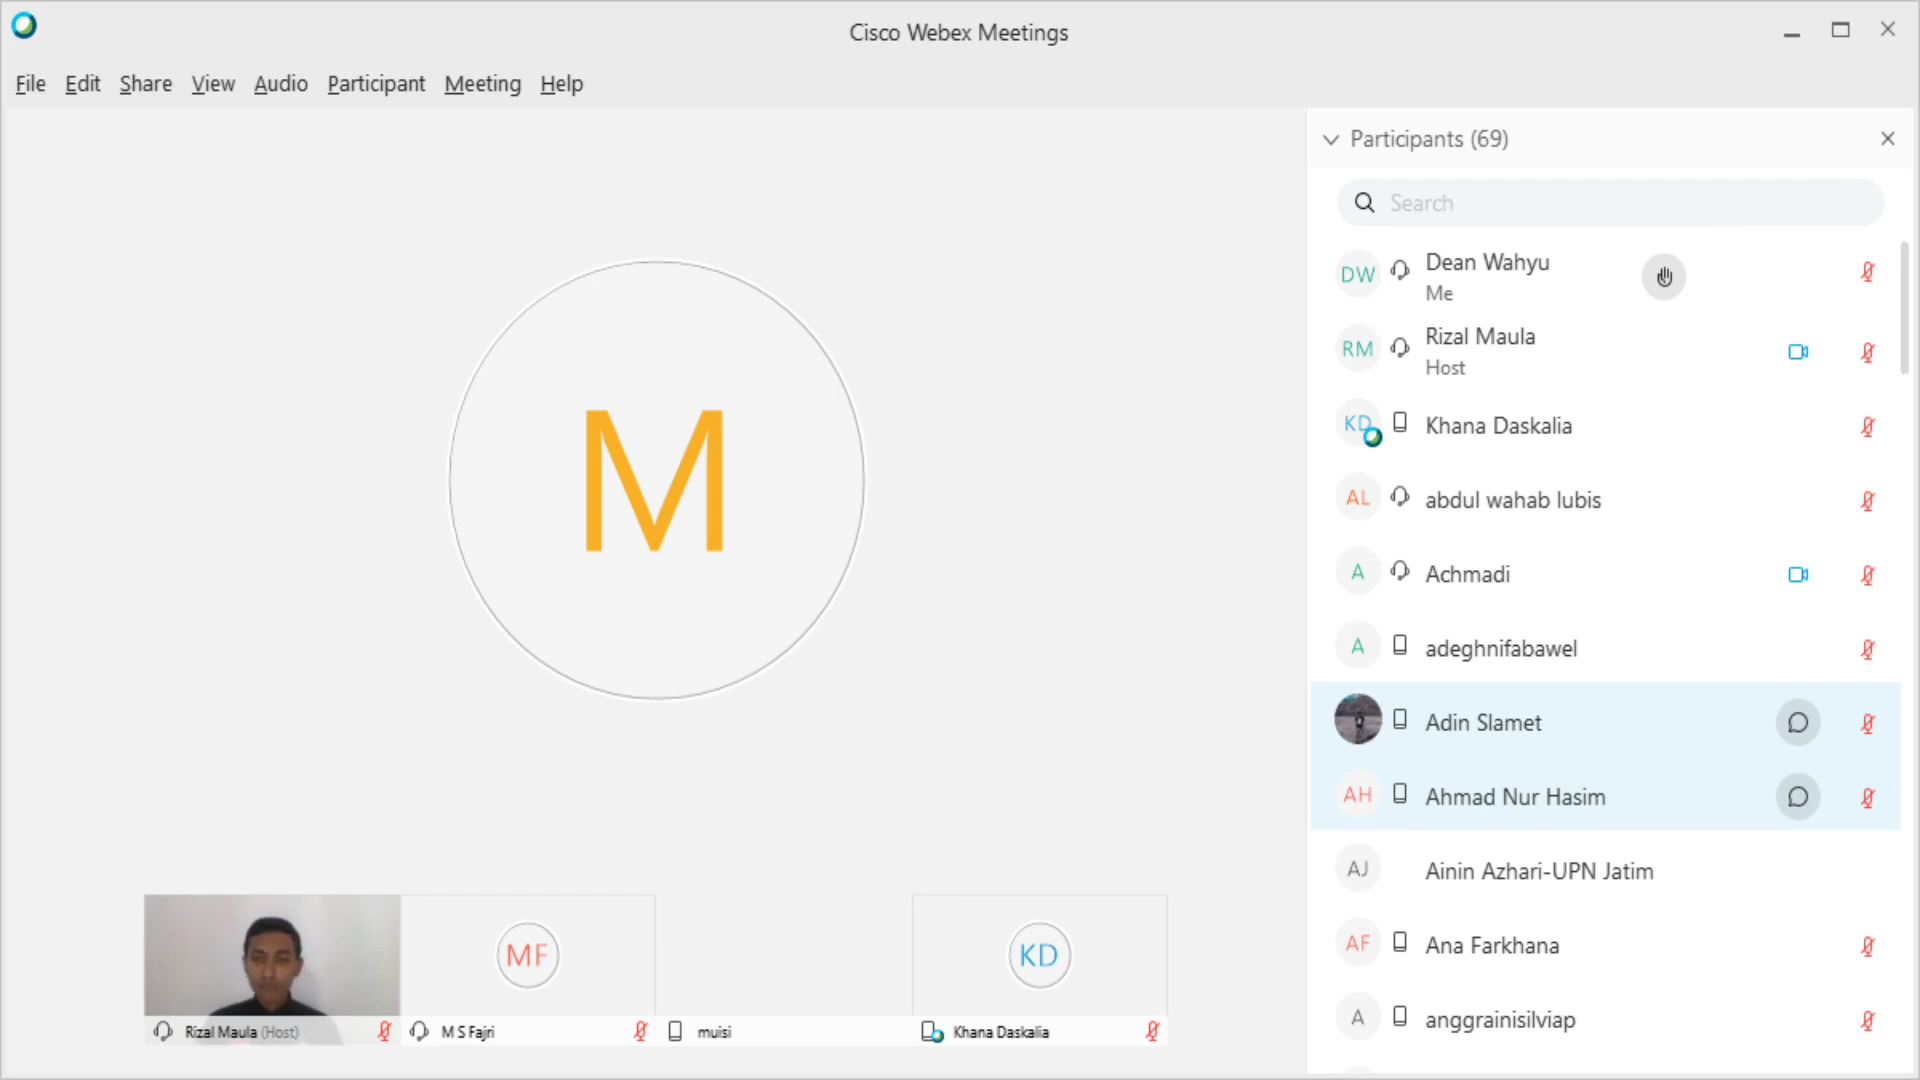 Cisco Webex Meetings
File Edit Share View Audio Participant Meeting Help
M
Rizal Maula (Host)
MF
M S Fajri
muisi
KD
Khana Daskalia
Participants (69)
Search
DW Dean Wahyu
Me
RM Rizal Maula
Host
KD Khana Daskalia
AL abdul wahab lubis
A Achmadi
A adeghnifabawel
Adin Slamet
AH Ahmad Nur Hasim
AJ Ainin Azhari-UPN Jatim
AF Ana Farkhana
A anggrainisilviap